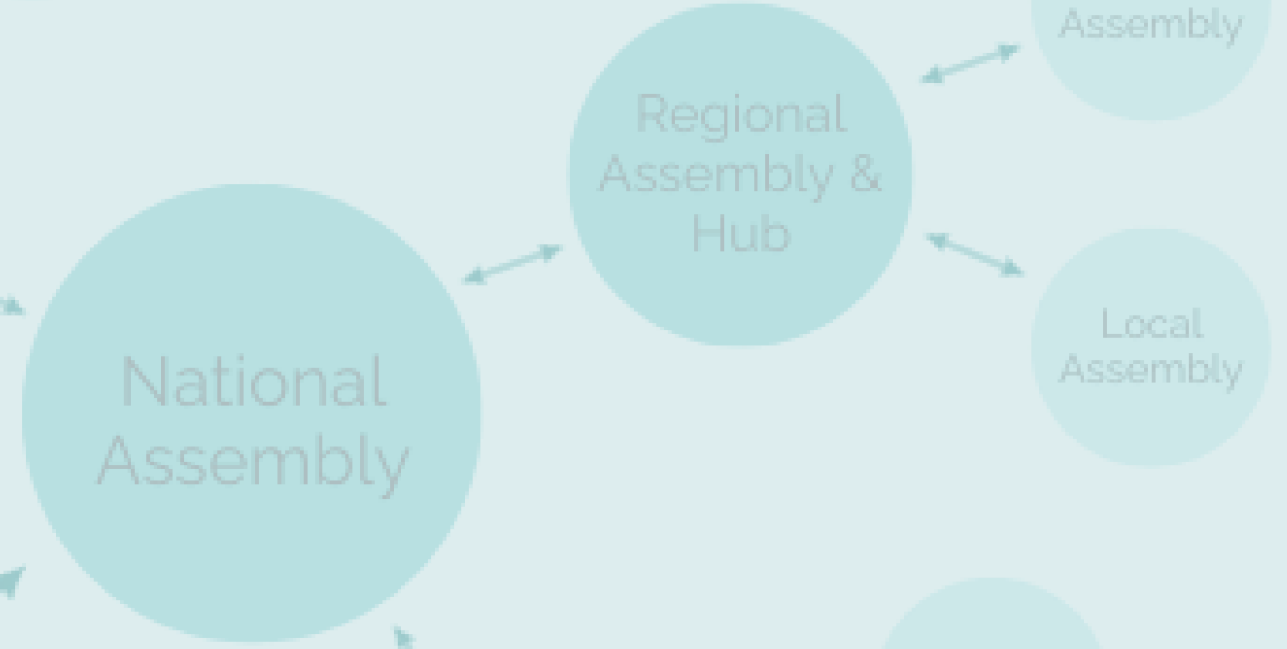 Assembly
Regional
Assembly &
Hub
Local
Assembly
National
Assembly